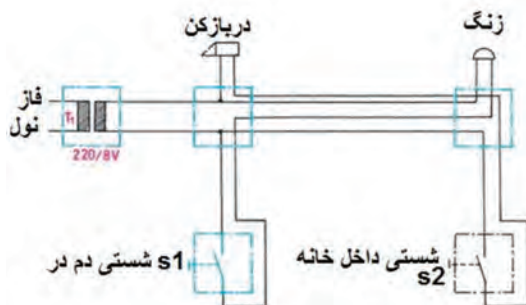 دربازکن
زنگ
فاز
نول
T₁
220/8V
s1 شستی دم در
شستی داخل خانه
s2